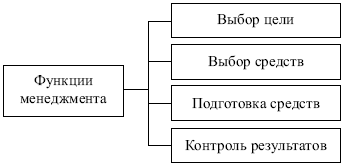 Функции
менеджмента
Выбор цели
Выбор средств
Подготовка средств
Контроль результатов